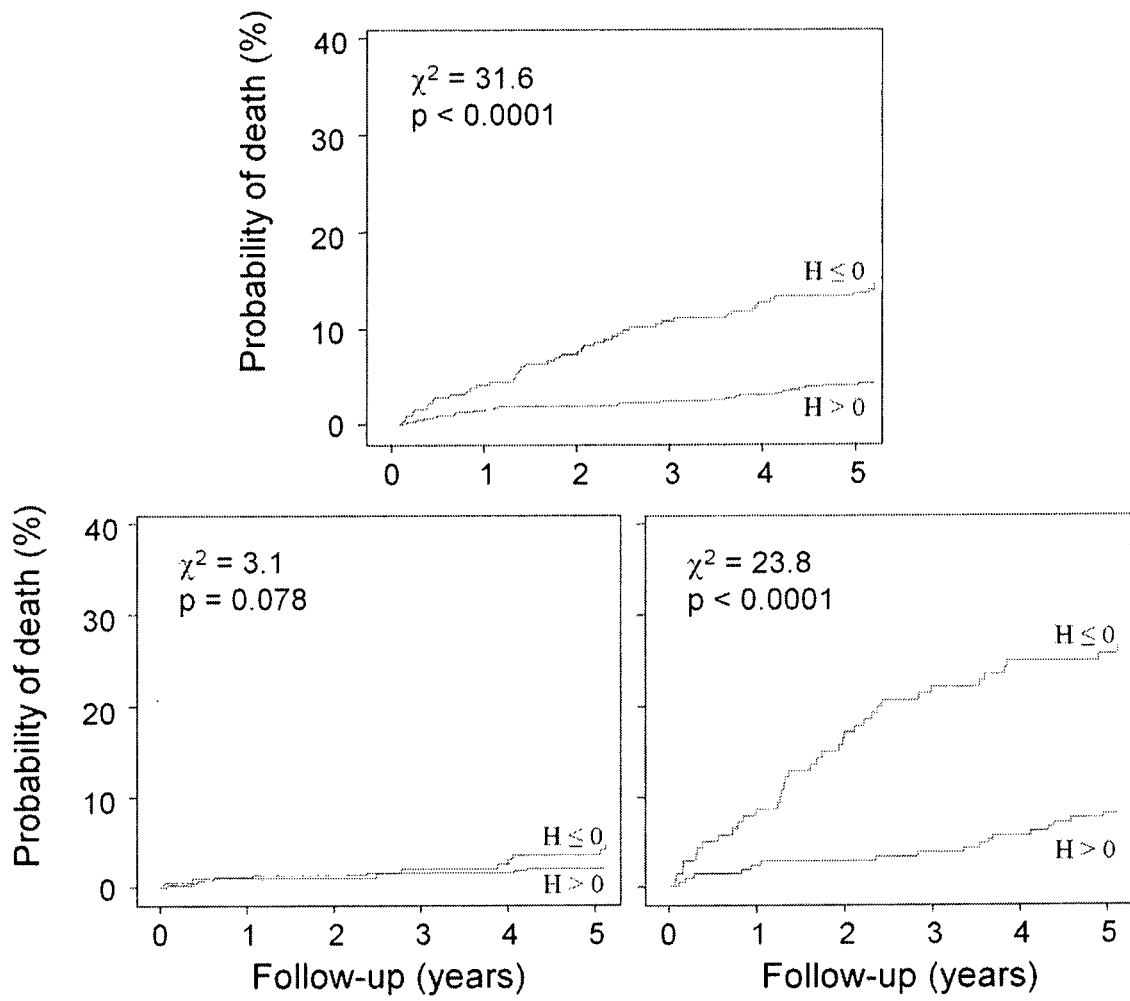 Probability of death (%)
40
30
20
10
0
χ² = 31.6
p < 0.0001
H ≤ 0
H > 0
0 1 2 3 4 5
Probability of death (%)
40
30
20
10
0
χ² = 3.1
p = 0.078
H ≤ 0
H > 0
0 1 2 3 4 5
Follow-up (years)
χ² = 23.8
p < 0.0001
H ≤ 0
H > 0
0 1 2 3 4 5
Follow-up (years)